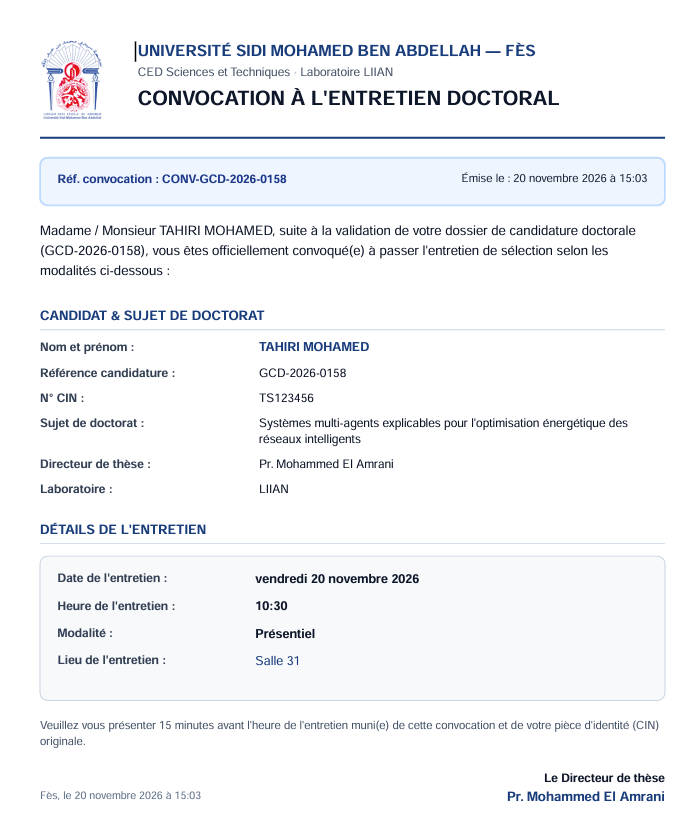 UNIVERSITÉ SIDI MOHAMED BEN ABDELLAH — FÈS
CED Sciences et Techniques · Laboratoire LIIAN
CONVOCATION À L'ENTRETIEN DOCTORAL
Réf. convocation : CONV-GCD-2026-0158
Émise le : 20 novembre 2026 à 15:03
Madame / Monsieur TAHIRI MOHAMED, suite à la validation de votre dossier de candidature doctorale
(GCD-2026-0158), vous êtes officiellement convoqué(e) à passer l'entretien de sélection selon les
modalités ci-dessous :
CANDIDAT & SUJET DE DOCTORAT
Nom et prénom : TAHIRI MOHAMED
Référence candidature : GCD-2026-0158
N° CIN : TS123456
Sujet de doctorat : Systèmes multi-agents explicables pour l'optimisation énergétique des
réseaux intelligents
Directeur de thèse : Pr. Mohammed El Amrani
Laboratoire : LIIAN
DÉTAILS DE L'ENTRETIEN
Date de l'entretien : vendredi 20 novembre 2026
Heure de l'entretien : 10:30
Modalité : Présentiel
Lieu de l'entretien : Salle 31
Veuillez vous présenter 15 minutes avant l'heure de l'entretien muni(e) de cette convocation et de votre pièce d'identité (CIN)
originale.
Le Directeur de thèse
Fès, le 20 novembre 2026 à 15:03
Pr. Mohammed El Amrani